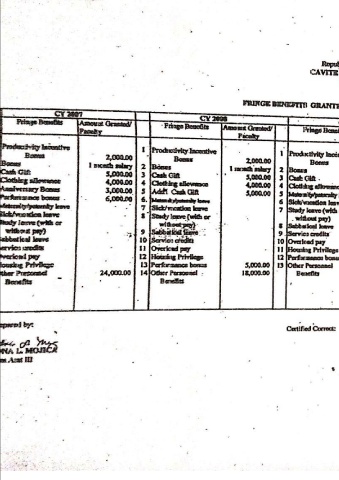 Repu
CAVITE
FRINGE BENEFITS GRANTE
CY 2007
Fringe Benefits
Amount Granted/
Faculty
Productivity Incentive
Bonus 2,000.00
Bonus 1 month salary
Cash Gift 5,000.00
Clothing allowance 4,000.00
Anniversary Bonus 3,000.00
Performance bonus 6,000.00
Maternity/paternity leave
Sick/vacation leave
Study leave (with or
without pay)
Sabbatical leave
Service credits
Overload pay
Housing Privilege
Other Personnel 24,000.00
Benefits
CY 2008
Fringe Benefits
Amount Granted/
Faculty
1 Productivity Incentive
Bonus 2,000.00
2 Bonus 1 month salary
3 Cash Gift 5,000.00
4 Clothing allowance 4,000.00
5 Addt'l Cash Gift 5,000.00
6 Maternity/paternity leave
7 Sick/vacation leave
8 Study leave (with or
without pay)
9 Sabbatical leave
10 Service credits
11 Overload pay
12 Housing Privilege
13 Performance bonus 5,000.00
14 Other Personnel 18,000.00
Benefits
Fringe Benef
1 Productivity Incen
Bonus
2 Bonus
3 Cash Gift
4 Clothing allowance
5 Maternity/paternity
6 Sick/vacation leave
7 Study leave (with
without pay)
8 Sabbatical leave
9 Service credits
10 Overload pay
11 Housing Privilege
12 Performance bonus
13 Other Personnel
Benefits
epared by:
NA L. MOJICA
Asst III
Certified Correct: